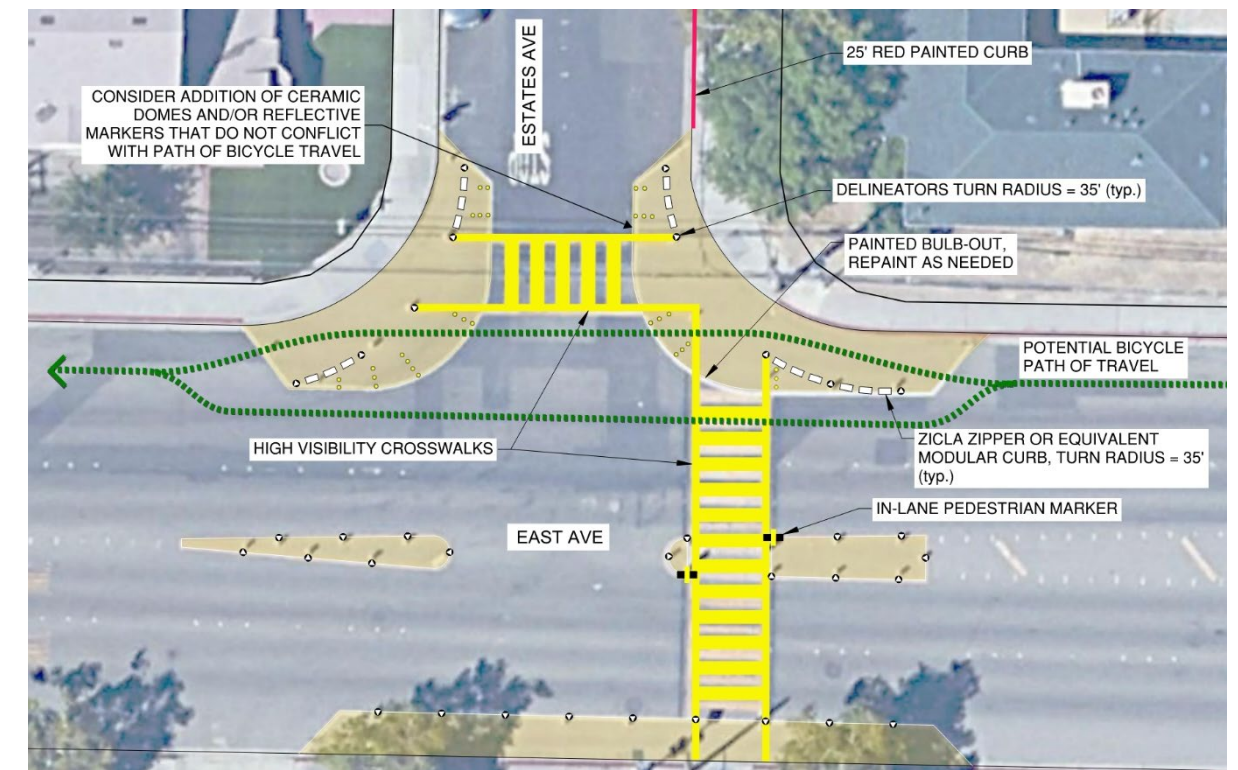 ESTATES AVE
25' RED PAINTED CURB
CONSIDER ADDITION OF CERAMIC
DOMES AND/OR REFLECTIVE
MARKERS THAT DO NOT CONFLICT
WITH PATH OF BICYCLE TRAVEL
DELINEATORS TURN RADIUS = 35' (typ.)
PAINTED BULB-OUT,
REPAINT AS NEEDED
POTENTIAL BICYCLE
PATH OF TRAVEL
HIGH VISIBILITY CROSSWALKS
ZICLA ZIPPER OR EQUIVALENT
MODULAR CURB, TURN RADIUS = 35'
(typ.)
IN-LANE PEDESTRIAN MARKER
EAST AVE